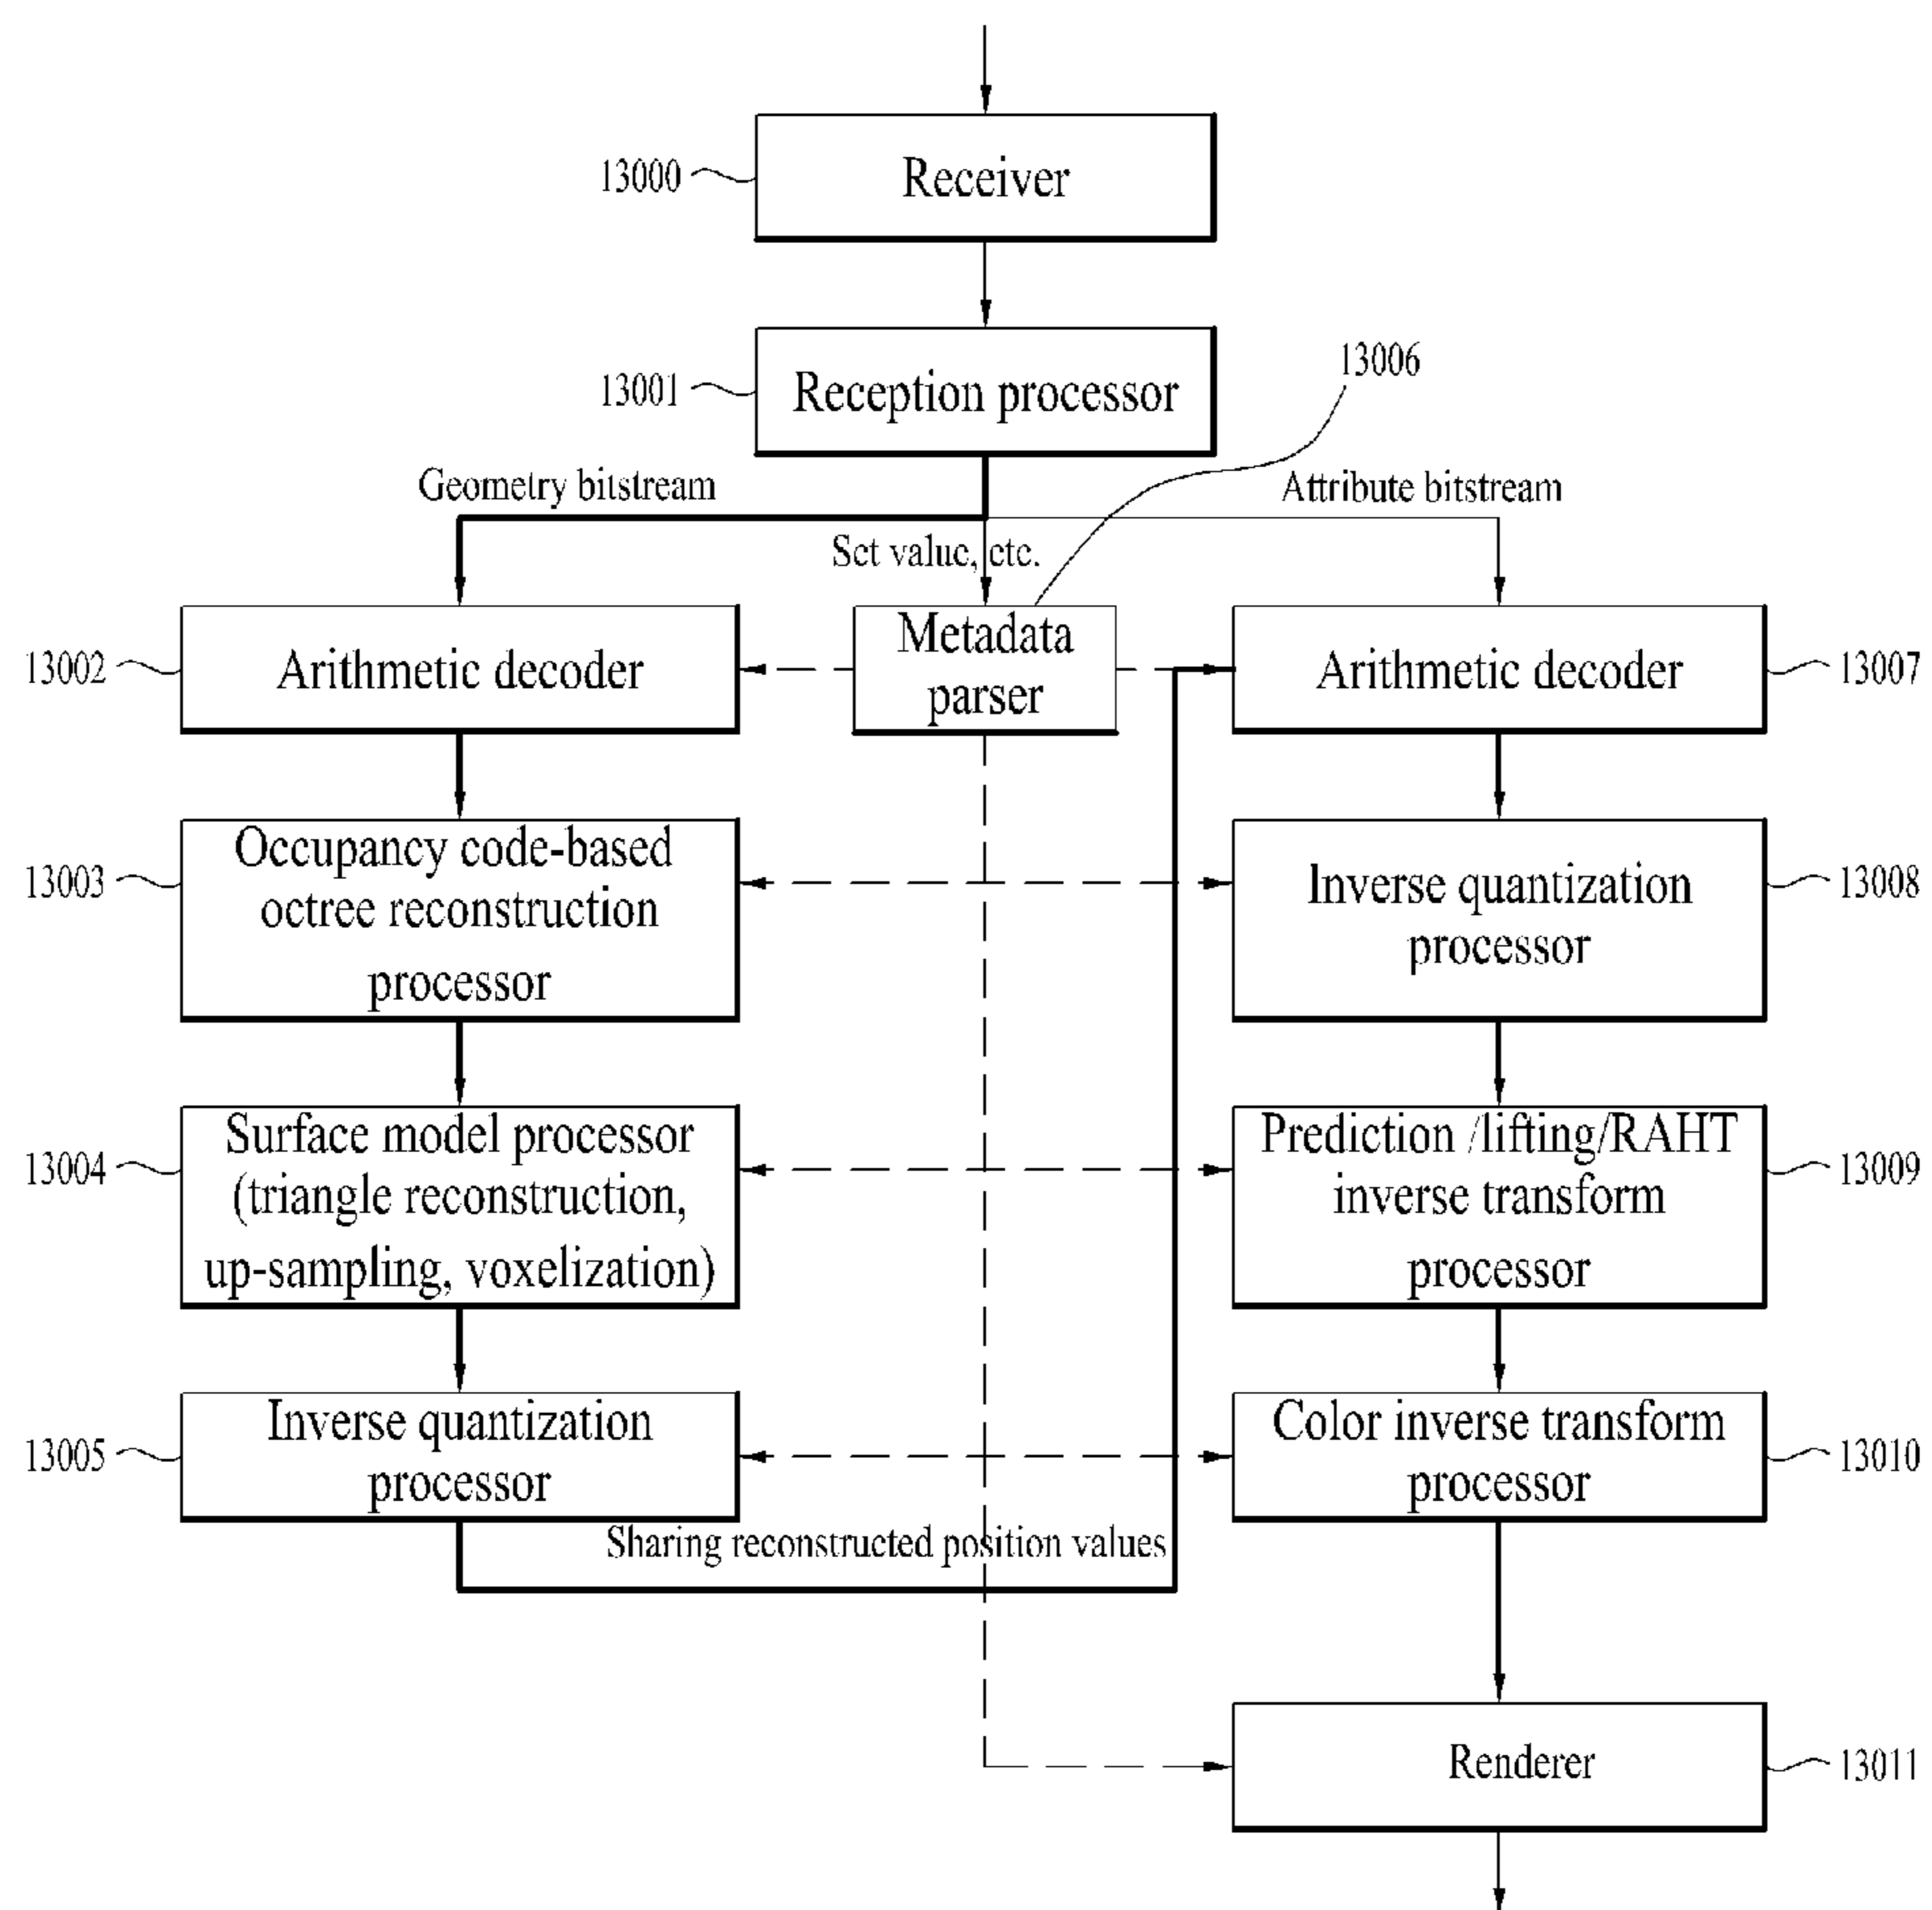 13000
Receiver
13001
Reception processor
13006
Geometry bitstream
Attribute bitstream
Set value, etc.
13002
Arithmetic decoder
Metadata
parser
Arithmetic decoder
13007
13003
Occupancy code-based
octree reconstruction
processor
Inverse quantization
processor
13008
13004
Surface model processor
(triangle reconstruction,
up-sampling, voxelization)
Prediction /lifting/RAHT
inverse transform
processor
13009
13005
Inverse quantization
processor
Color inverse transform
processor
13010
Sharing reconstructed position values
Renderer
13011